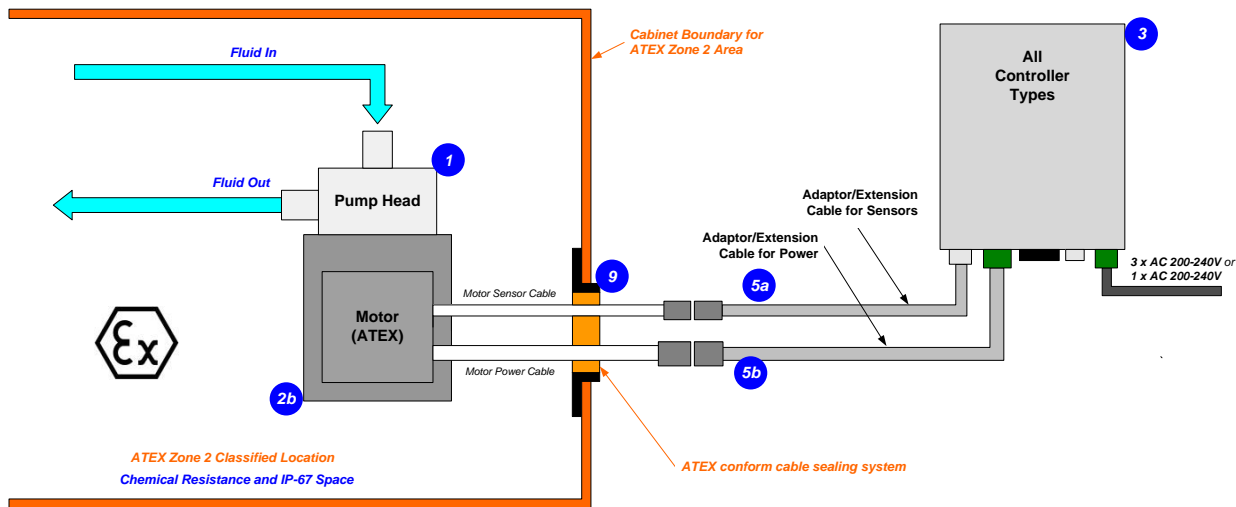 Cabinet Boundary for
ATEX Zone 2 Area
3
All
Controller
Types
Fluid In
1
Fluid Out
Pump Head
Adaptor/Extension
Cable for Sensors
Adaptor/Extension
Cable for Power
3 x AC 200-240V or
1 x AC 200-240V
9
5a
Motor Sensor Cable
Motor
(ATEX)
Ex
Motor Power Cable
5b
2b
ATEX Zone 2 Classified Location
Chemical Resistance and IP-67 Space
ATEX conform cable sealing system